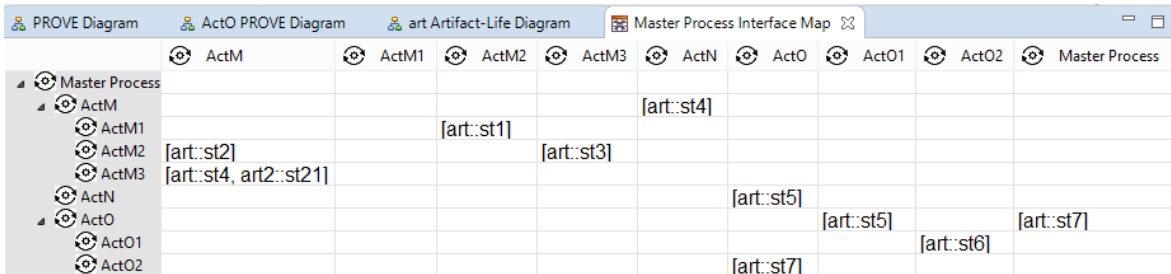 PROVE Diagram ActO PROVE Diagram art Artifact-Life Diagram Master Process Interface Map
ActM ActM1 ActM2 ActM3 ActN ActO ActO1 ActO2 Master Process
Master Process
ActM [art::st4]
ActM1 [art::st1]
ActM2 [art::st2] [art::st3]
ActM3 [art::st4, art2::st21]
ActN [art::st5]
ActO [art::st5] [art::st7]
ActO1 [art::st6]
ActO2 [art::st7]